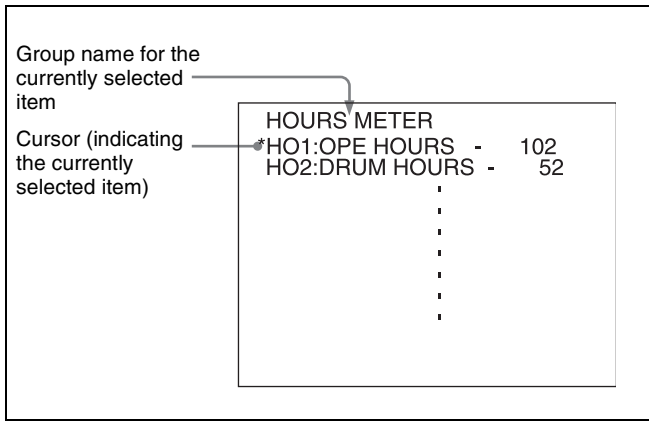 Group name for the
currently selected
item
Cursor (indicating
the currently
selected item)
HOURS METER
*HO1:OPE HOURS - 102
HO2:DRUM HOURS - 52